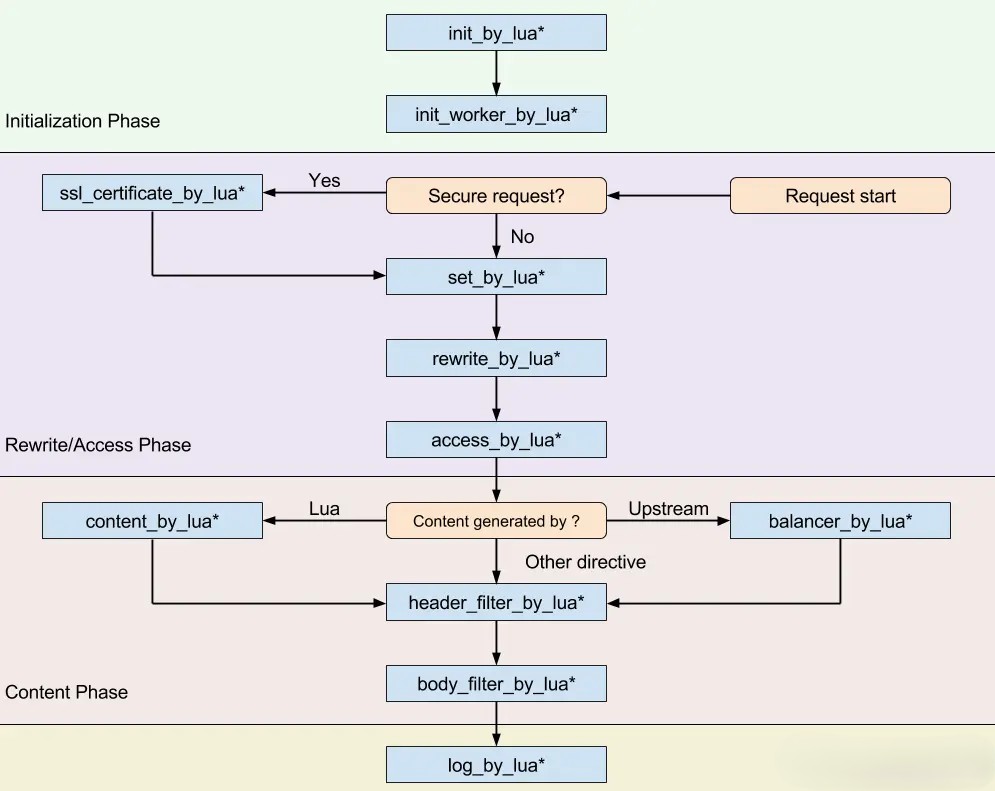 init_by_lua*
init_worker_by_lua*
Initialization Phase
ssl_certificate_by_lua*
Yes
Secure request?
Request start
No
set_by_lua*
rewrite_by_lua*
access_by_lua*
Rewrite/Access Phase
content_by_lua*
Lua
Content generated by ?
Upstream
balancer_by_lua*
Other directive
header_filter_by_lua*
body_filter_by_lua*
Content Phase
log_by_lua*